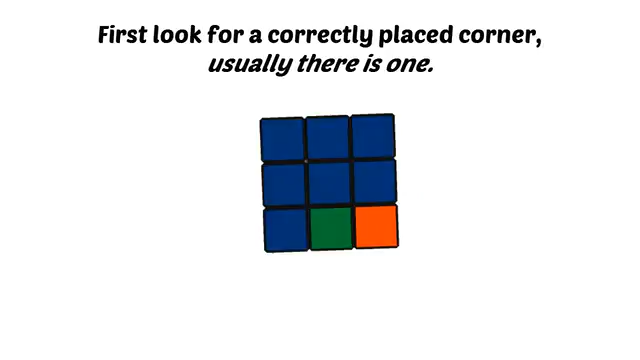 First look for a correctly placed corner,
usually there is one.